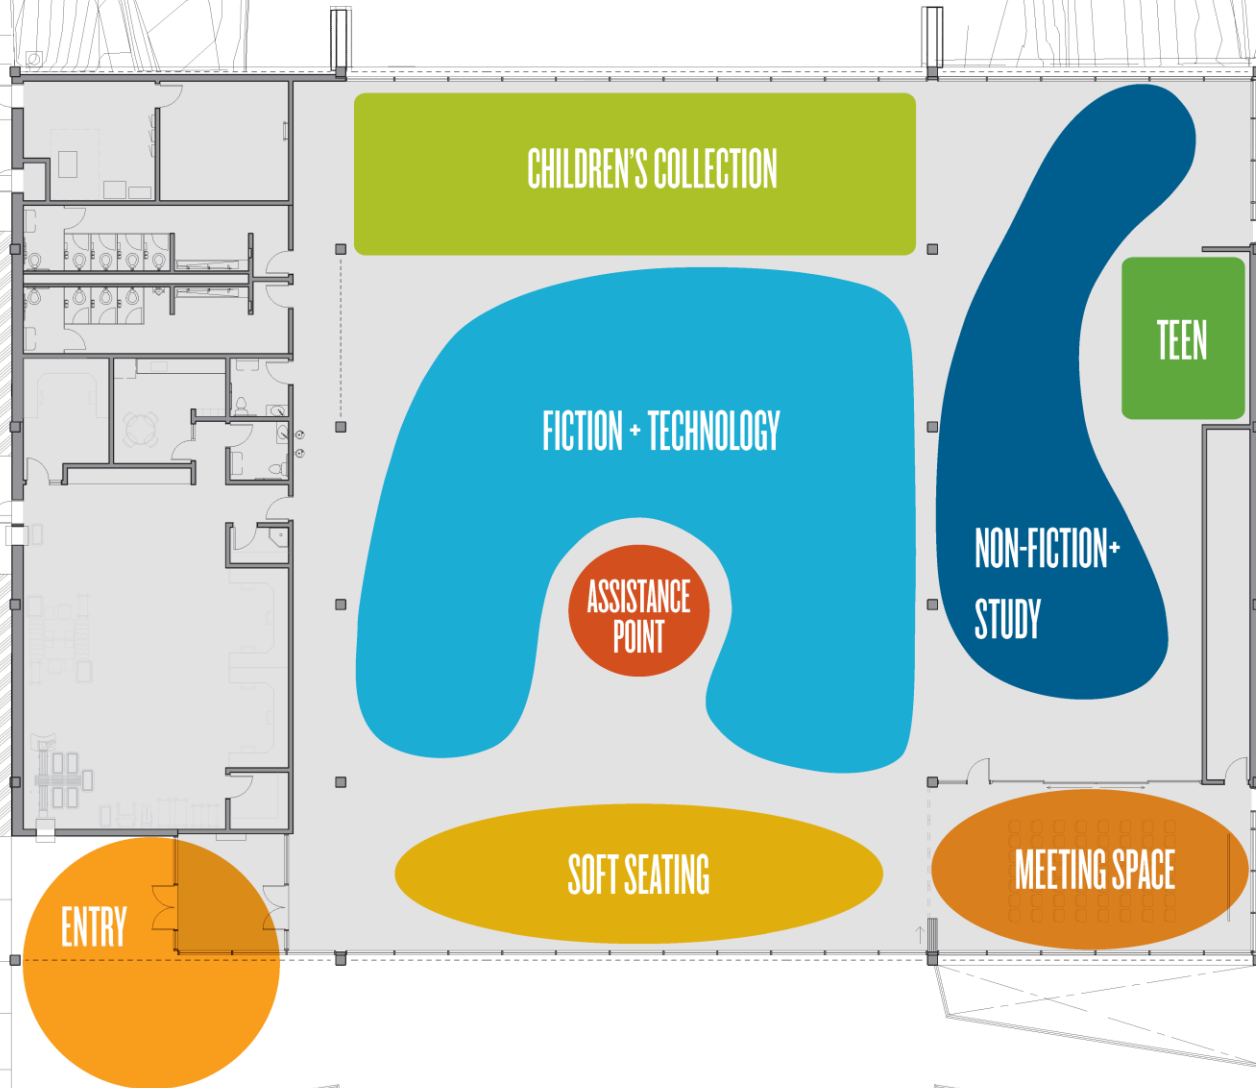 CHILDREN'S COLLECTION
TEEN
FICTION + TECHNOLOGY
NON-FICTION+
STUDY
ASSISTANCE
POINT
SOFT SEATING
MEETING SPACE
ENTRY